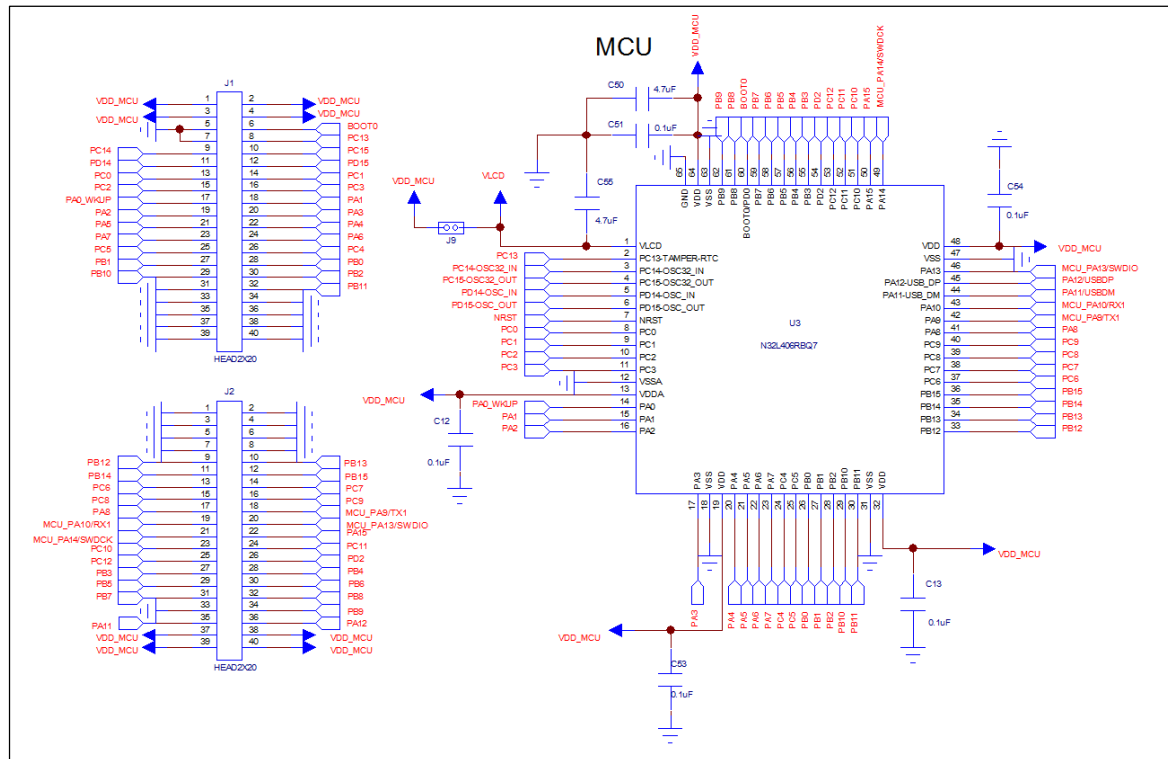 MCU
J1
VDD_MCU 1 2 VDD_MCU
VDD_MCU 3 4 VDD_MCU
5 6 BOOT0
7 8 PC13
PC14 9 10 PC15
PD14 11 12 PD15
PC0 13 14 PC1
PC2 15 16 PC3
PA0_WKUP 17 18 PA1
PA2 19 20 PA3
PA5 21 22 PA4
PA7 23 24 PA6
PC5 25 26 PC4
PB1 27 28 PB0
PB10 29 30 PB2
31 32 PB11
33 34
35 36
37 38
39 40
HEAD2X20
J2
1 2
3 4
5 6
7 8
PB12 9 10 PB13
PB14 11 12 PB15
PC6 13 14 PC7
PC8 15 16 PC9
PA8 17 18 MCU_PA9/TX1
MCU_PA10/RX1 19 20 MCU_PA13/SWDIO
MCU_PA14/SWDCK 21 22 PA15
PC10 23 24 PC11
PC12 25 26 PD2
PB3 27 28 PB4
PB5 29 30 PB6
PB7 31 32 PB8
33 34 PB9
PA11 35 36 PA12
VDD_MCU 37 38 VDD_MCU
VDD_MCU 39 40 VDD_MCU
HEAD2X20
VDD_MCU
C50 4.7uF
C51 0.1uF
C55
4.7uF
VDD_MCU VLCD
J9
PB9 PB8 BOOT0 PB7 PB6 PB5 PB4 PB3 PD2 PC12 PC11 PC10 PA15 MCU_PA14/SWDCK
65 64 63 62 61 60 59 58 57 56 55 54 53 52 51 50 49
GND VDD VSS PB9 PB8 BOOT0/PD0 PB7 PB6 PB5 PB4 PB3 PD2 PC12 PC11 PC10 PA15 PA14
C54
0.1uF
1 VLCD
PC13 2 PC13-TAMPER-RTC
PC14-OSC32_IN 3 PC14-OSC32_IN
PC15-OSC32_OUT 4 PC15-OSC32_OUT
PD14-OSC_IN 5 PD14-OSC_IN
PD15-OSC_OUT 6 PD15-OSC_OUT
NRST 7 NRST
PC0 8 PC0
PC1 9 PC1
PC2 10 PC2
PC3 11 PC3
12 VSSA
VDD_MCU 13 VDDA
PA0_WKUP 14 PA0
PA1 15 PA1
PA2 16 PA2
C12
0.1uF
U3
N32L406RBQ7
VDD 48 VDD_MCU
VSS 47
PA13 46 MCU_PA13/SWDIO
PA12-USB_DP 45 PA12/USBDP
PA11-USB_DM 44 PA11/USBDM
PA10 43 MCU_PA10/RX1
PA9 42 MCU_PA9/TX1
PA8 41 PA8
PC9 40 PC9
PC8 39 PC8
PC7 38 PC7
PC6 37 PC6
PB15 36 PB15
PB14 35 PB14
PB13 34 PB13
PB12 33 PB12
PA3 VSS VDD PA4 PA5 PA6 PA7 PC4 PC5 PB0 PB1 PB2 PB10 PB11 VSS VDD
17 18 19 20 21 22 23 24 25 26 27 28 29 30 31 32
PA3 PA4 PA5 PA6 PA7 PC4 PC5 PB0 PB1 PB2 PB10 PB11
VDD_MCU
C13
0.1uF
VDD_MCU
C53
0.1uF